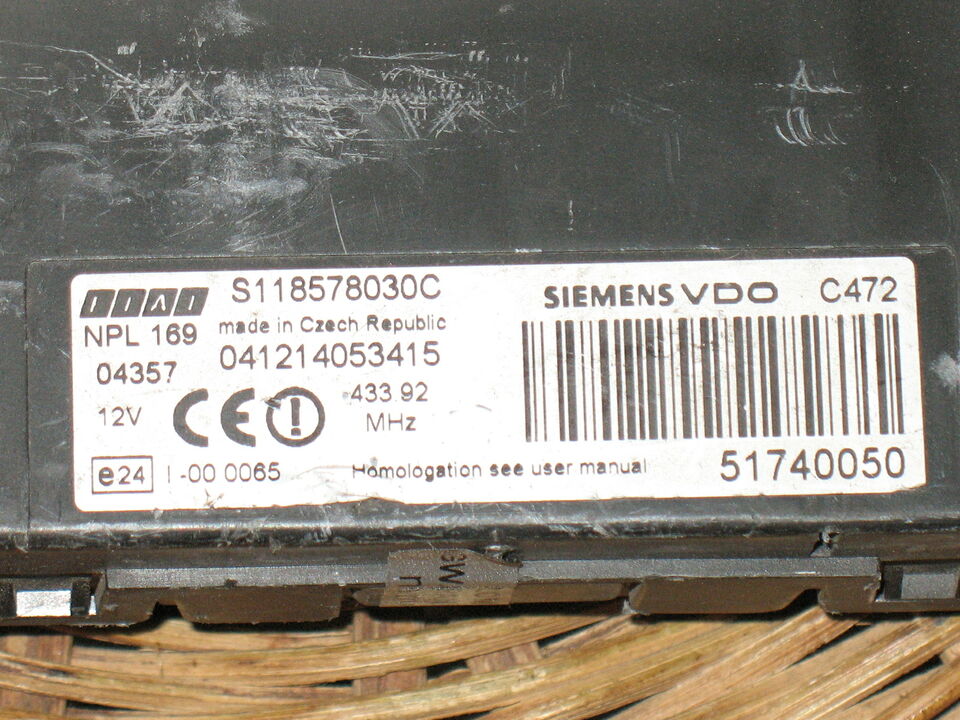 FIAT S118578030C SIEMENS VDO C472
NPL 169 made in Czech Republic
04357 041214053415
12V CE 433.92
MHz
e24 I -00 0065 Homologation see user manual 51740050